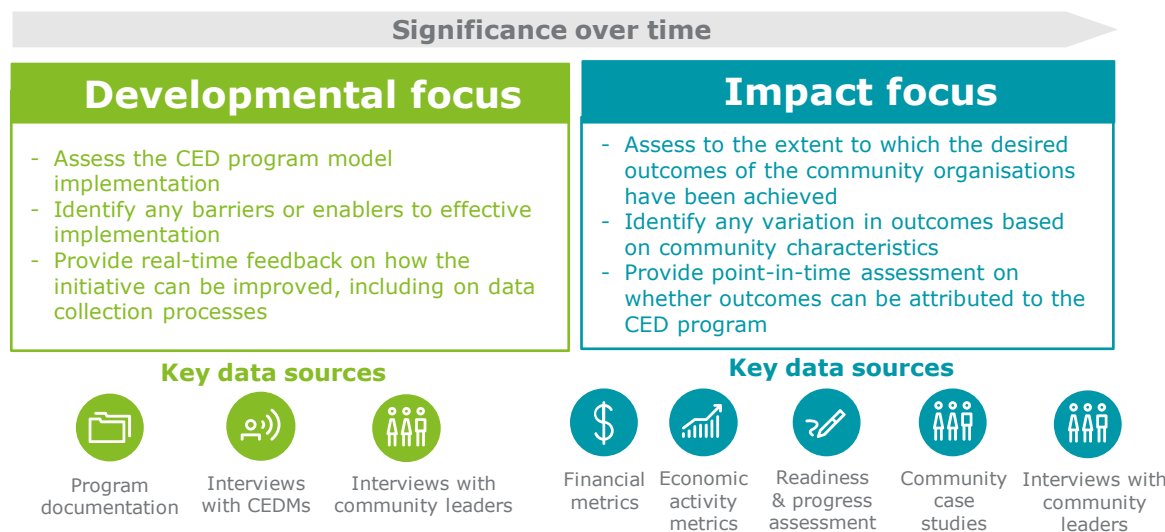 Significance over time
Developmental focus
- Assess the CED program model
implementation
- Identify any barriers or enablers to effective
implementation
- Provide real-time feedback on how the
initiative can be improved, including on data
collection processes
Key data sources
Program
documentation
Interviews
with CEDMs
Interviews with
community leaders
Impact focus
- Assess to the extent to which the desired
outcomes of the community organisations
have been achieved
- Identify any variation in outcomes based
on community characteristics
- Provide point-in-time assessment on
whether outcomes can be attributed to the
CED program
Key data sources
$
Financial
metrics
Economic
activity
metrics
Readiness
& progress
assessment
Community
case
studies
Interviews with
community
leaders